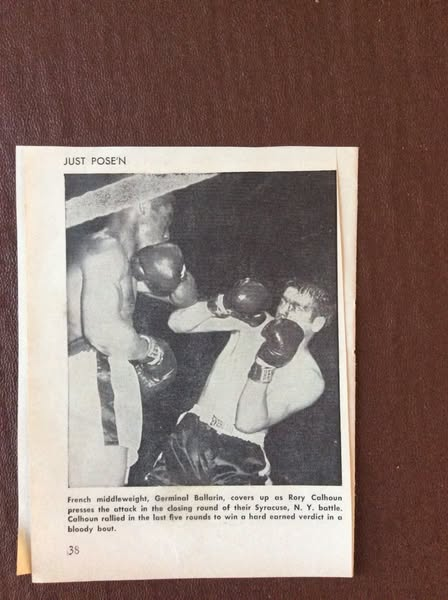 JUST POSE'N
French middleweight, Germinal Ballarin, covers up as Rory Calhoun
presses the attack in the closing round of their Syracuse, N. Y. battle.
Calhoun rallied in the last five rounds to win a hard earned verdict in a
bloody bout.
38